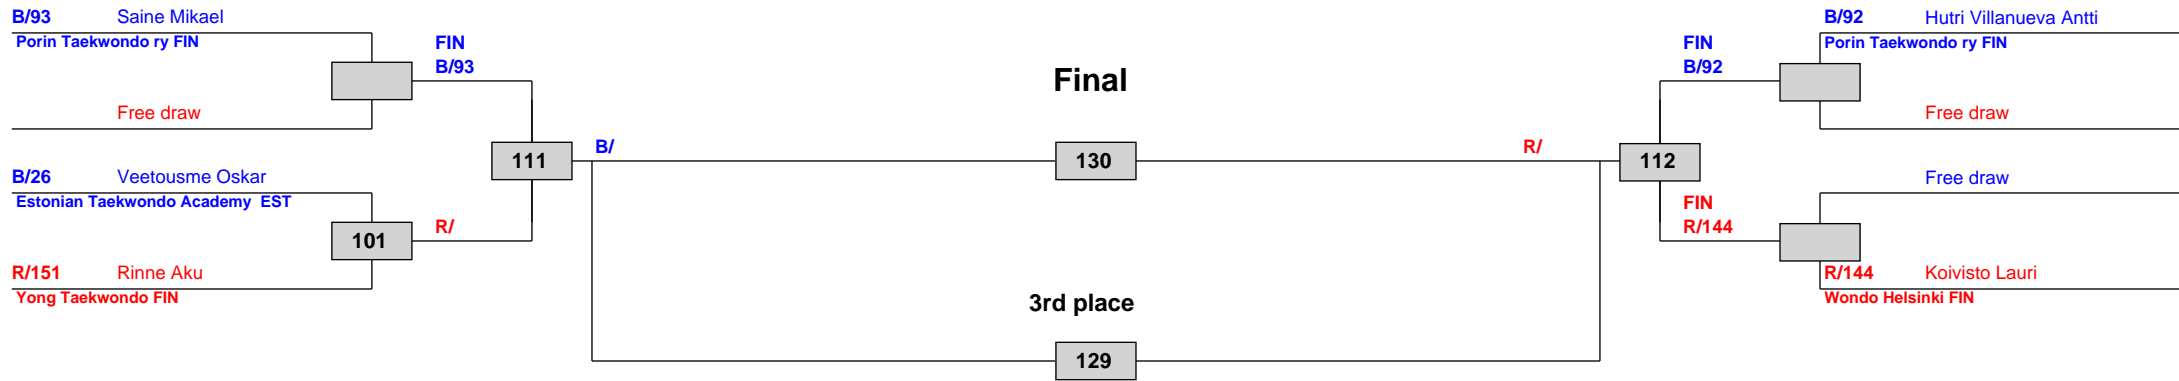 B/93 Saine Mikael
Porin Taekwondo ry FIN
FIN
B/93
Free draw
B/26 Veetousme Oskar
Estonian Taekwondo Academy EST
101
R/
R/151 Rinne Aku
Yong Taekwondo FIN
111
B/
Final
130
R/
3rd place
129
112
FIN
B/92
B/92 Hutri Villanueva Antti
Porin Taekwondo ry FIN
Free draw
Free draw
FIN
R/144
R/144 Koivisto Lauri
Wondo Helsinki FIN